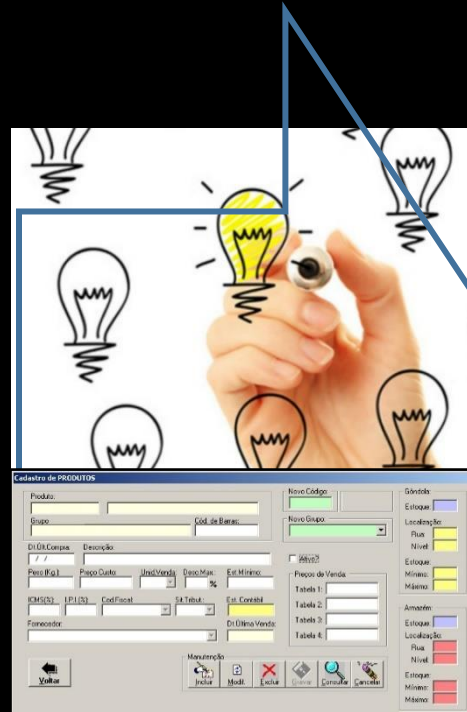 Cadastro de PRODUTOS
Produto:
Novo Código:
Gôndola:
Estoque:
Grupo
Cód. de Barras:
Novo Grupo:
Localização:
Rua:
Nível:
Dt.Últ.Compra:
Descrição:
/ /
Ativo?
Estoque:
Mínimo:
Máximo:
Peso (Kg.):
Preço Custo:
Und.Venda:
Desc.Max.:
Est.Mínimo:
%
Preços de Venda:
Tabela 1:
Tabela 2:
Tabela 3:
Tabela 4:
ICMS(%):
I.P.I.(%):
Cod.Fiscal:
Sit.Tribut.:
Est. Contábil
Fornecedor:
Dt.Última Venda:
Armazém:
Estoque:
Localização:
Rua:
Nível:
Estoque:
Mínimo:
Máximo:
Voltar
Manutenção
Incluir
Modif.
Excluir
Gravar
Consultar
Cancelar